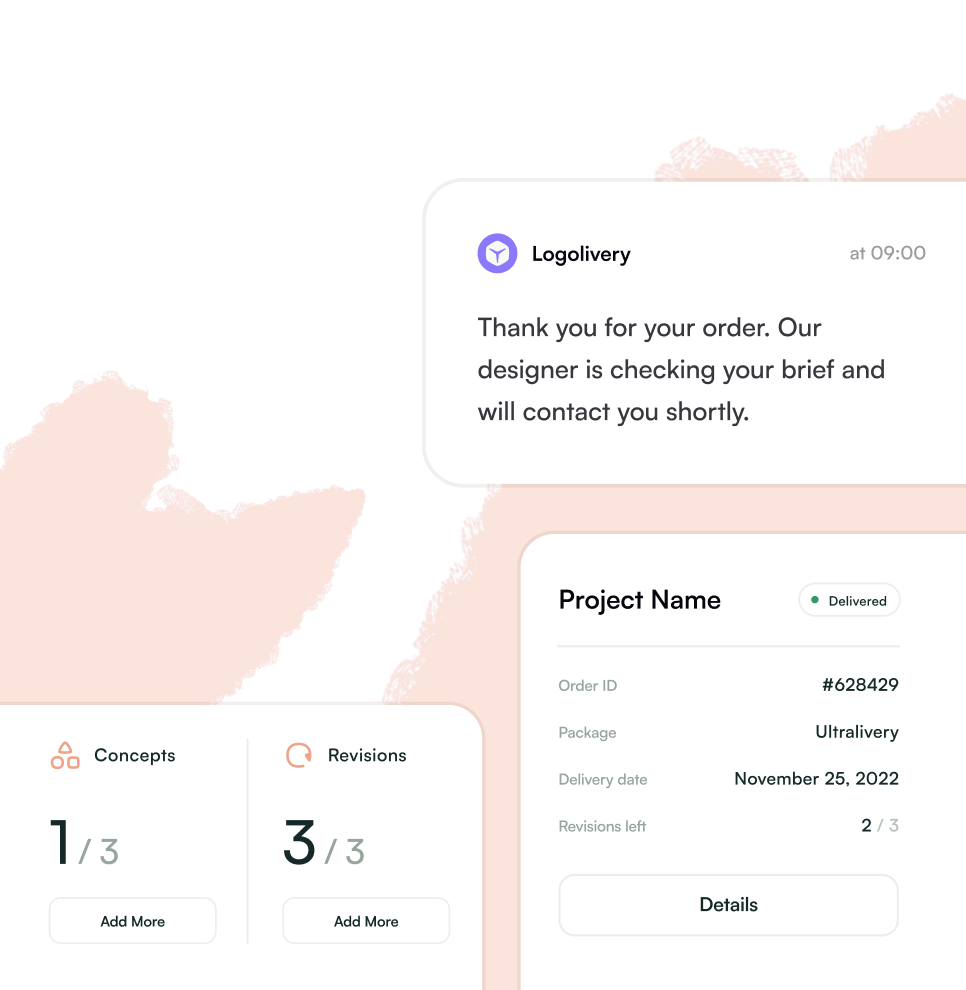 Logolivery
at 09:00
Thank you for your order. Our
designer is checking your brief and
will contact you shortly.
Project Name
Delivered
Order ID
#628429
Package
Ultralivery
Delivery date
November 25, 2022
Revisions left
2 / 3
Details
Concepts
1 / 3
Add More
Revisions
3 / 3
Add More